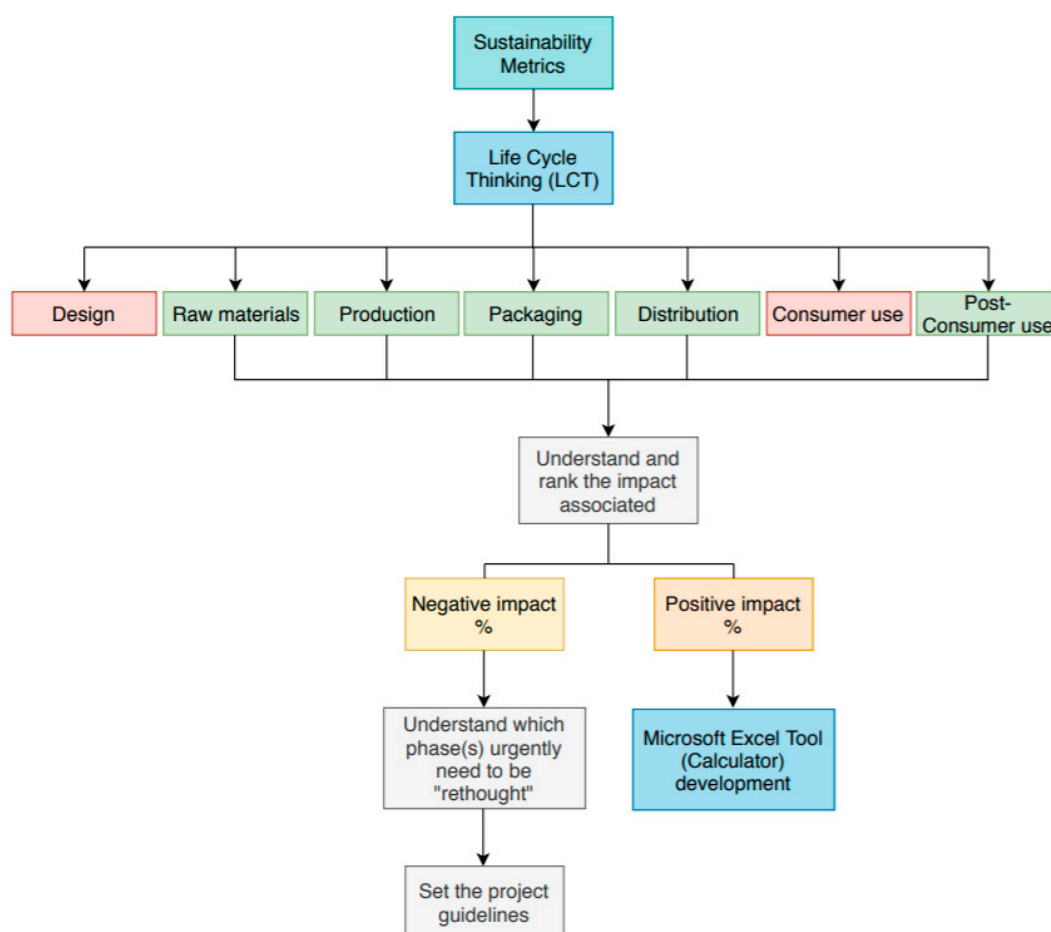 Sustainability
Metrics
Life Cycle
Thinking (LCT)
Design
Raw materials
Production
Packaging
Distribution
Consumer use
Post-
Consumer use
Understand and
rank the impact
associated
Negative impact
%
Positive impact
%
Understand which
phase(s) urgently
need to be
"rethought"
Microsoft Excel Tool
(Calculator)
development
Set the project
guidelines